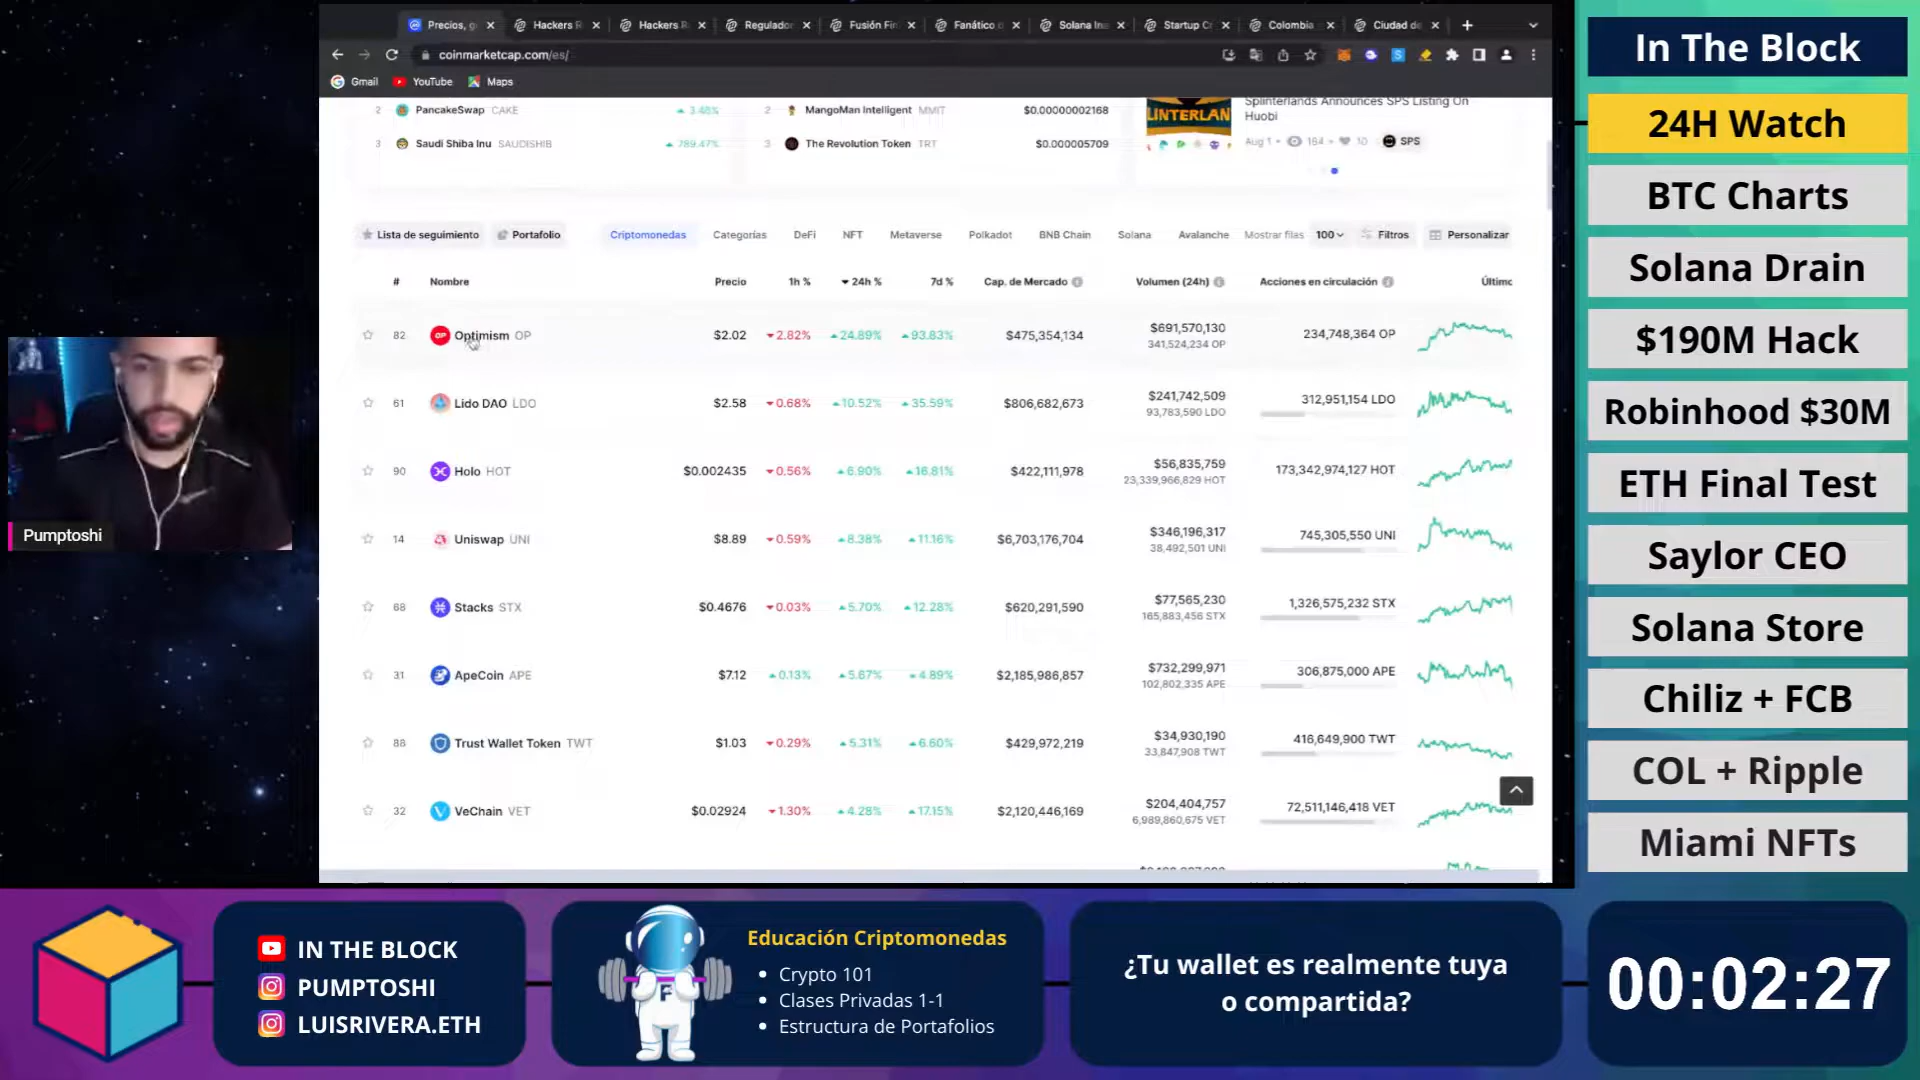 Precios, g
Hackers R
Hackers R
Regulador
Fusión Fir
Fanático
Solana Ins
Startup C
Colombia
Ciudad de
coinmarketcap.com/es/
Gmail
YouTube
Maps
2 PancakeSwap CAKE 3.48%
2 MangoMan Intelligent MMIT $0.00000002168
3 Saudi Shiba Inu SAUDISHIB 789.47%
3 The Revolution Token TRT $0.000005709
LINTERLAN
Splinterlands Announces SPS Listing On
Huobi
Aug 1 • 164 • 10 SPS
Lista de seguimiento Portafolio Criptomonedas Categorías DeFi NFT Metaverse Polkadot BNB Chain Solana Avalanche Mostrar filas 100 Filtros Personalizar
# Nombre Precio 1h % 24h % 7d % Cap. de Mercado Volumen (24h) Acciones en circulación
82 Optimism OP $2.02 2.82% 24.89% 93.83% $475,354,134 $691,570,130 234,748,364 OP
341,524,234 OP
61 Lido DAO LDO $2.58 0.68% 10.52% 35.59% $806,682,673 $241,742,509 312,951,154 LDO
93,783,590 LDO
90 Holo HOT $0.002435 0.56% 6.90% 16.81% $422,111,978 $56,835,759 173,342,974,127 HOT
23,339,966,829 HOT
14 Uniswap UNI $8.89 0.59% 8.38% 11.16% $6,703,176,704 $346,196,317 745,305,550 UNI
38,492,501 UNI
68 Stacks STX $0.4676 0.03% 5.70% 12.28% $620,291,590 $77,565,230 1,326,575,232 STX
165,883,456 STX
31 ApeCoin APE $7.12 0.13% 5.67% 4.89% $2,185,986,857 $732,299,971 306,875,000 APE
102,802,335 APE
88 Trust Wallet Token TWT $1.03 0.29% 5.31% 6.60% $429,972,219 $34,930,190 416,649,900 TWT
33,847,908 TWT
32 VeChain VET $0.02924 1.30% 4.28% 17.15% $2,120,446,169 $204,404,757 72,511,146,418 VET
6,989,860,675 VET
Pumptoshi
In The Block
24H Watch
BTC Charts
Solana Drain
$190M Hack
Robinhood $30M
ETH Final Test
Saylor CEO
Solana Store
Chiliz + FCB
COL + Ripple
Miami NFTs
IN THE BLOCK
PUMPTOSHI
LUISRIVERA.ETH
F
Educación Criptomonedas
• Crypto 101
• Clases Privadas 1-1
• Estructura de Portafolios
¿Tu wallet es realmente tuya
o compartida?
00:02:27